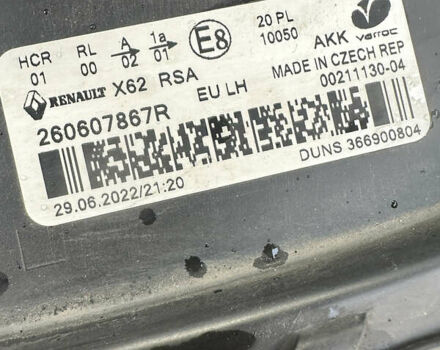 HCR RL A 1a E8 20 PL AKK varroc
01 00 02 01 10050 MADE IN CZECH REP
RENAULT X62 RSA EU LH 00211130-04
260607867R
DUNS 366900804
29.06.2022/21:20